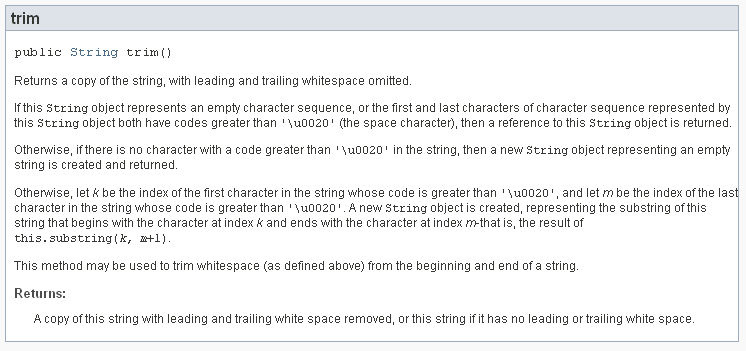 trim
public String trim()
Returns a copy of the string, with leading and trailing whitespace omitted.
If this String object represents an empty character sequence, or the first and last characters of character sequence represented by
this String object both have codes greater than '\u0020' (the space character), then a reference to this String object is returned.
Otherwise, if there is no character with a code greater than '\u0020' in the string, then a new String object representing an empty
string is created and returned.
Otherwise, let k be the index of the first character in the string whose code is greater than '\u0020', and let m be the index of the last
character in the string whose code is greater than '\u0020'. A new String object is created, representing the substring of this
string that begins with the character at index k and ends with the character at index m-that is, the result of
this.substring(k, m+1).
This method may be used to trim whitespace (as defined above) from the beginning and end of a string.
Returns:
A copy of this string with leading and trailing white space removed, or this string if it has no leading or trailing white space.